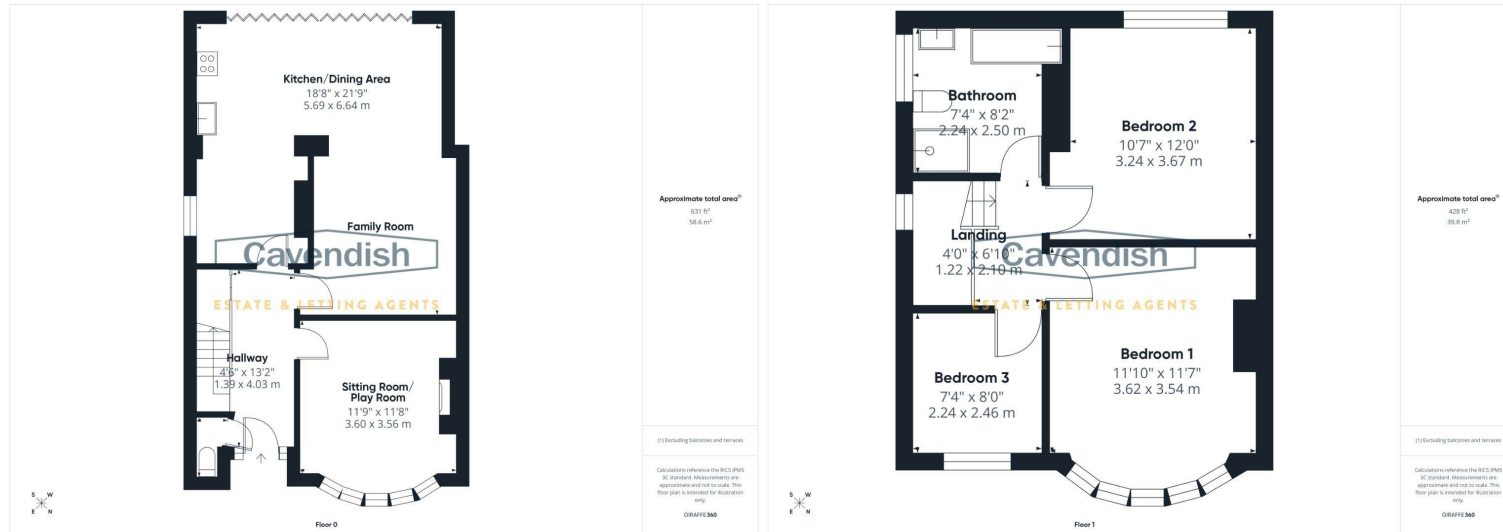 Kitchen/Dining Area
18'8" x 21'9"
5.69 x 6.64 m
Family Room
Cavendish
ESTATE & LETTING AGENTS
Hallway
4'6" x 13'2"
1.39 x 4.03 m
Sitting Room/
Play Room
11'9" x 11'8"
3.60 x 3.56 m
S W
E N
Floor 0
Approximate total area(1)
631 ft²
58.6 m²
(1) Excluding balconies and terraces
Calculations reference the RICS IPMS
3C standard. Measurements are
approximate and not to scale. This
floor plan is intended for illustration
only.
GIRAFFE360
Bathroom
7'4" x 8'2"
2.24 x 2.50 m
Bedroom 2
10'7" x 12'0"
3.24 x 3.67 m
Landing
4'0" x 6'10"
1.22 x 2.10 m
Cavendish
ESTATE & LETTING AGENTS
Bedroom 3
7'4" x 8'0"
2.24 x 2.46 m
Bedroom 1
11'10" x 11'7"
3.62 x 3.54 m
S W
E N
Floor 1
Approximate total area(1)
428 ft²
39.8 m²
(1) Excluding balconies and terraces
Calculations reference the RICS IPMS
3C standard. Measurements are
approximate and not to scale. This
floor plan is intended for illustration
only.
GIRAFFE360